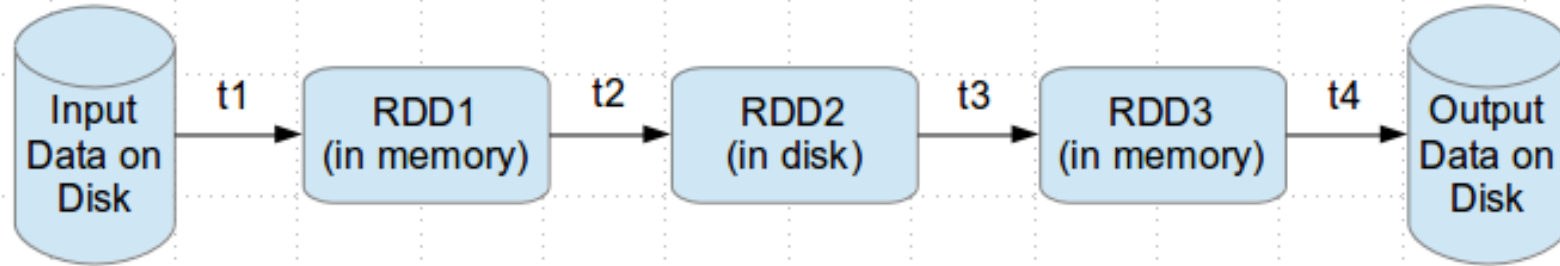 Input
Data on
Disk
t1
RDD1
(in memory)
t2
RDD2
(in disk)
t3
RDD3
(in memory)
t4
Output
Data on
Disk